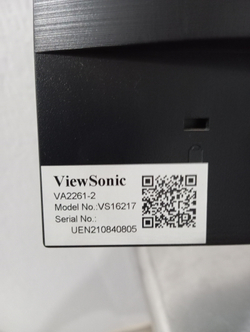 ViewSonic
VA2261-2
Model No.:VS16217
Serial No.:
UEN210840805